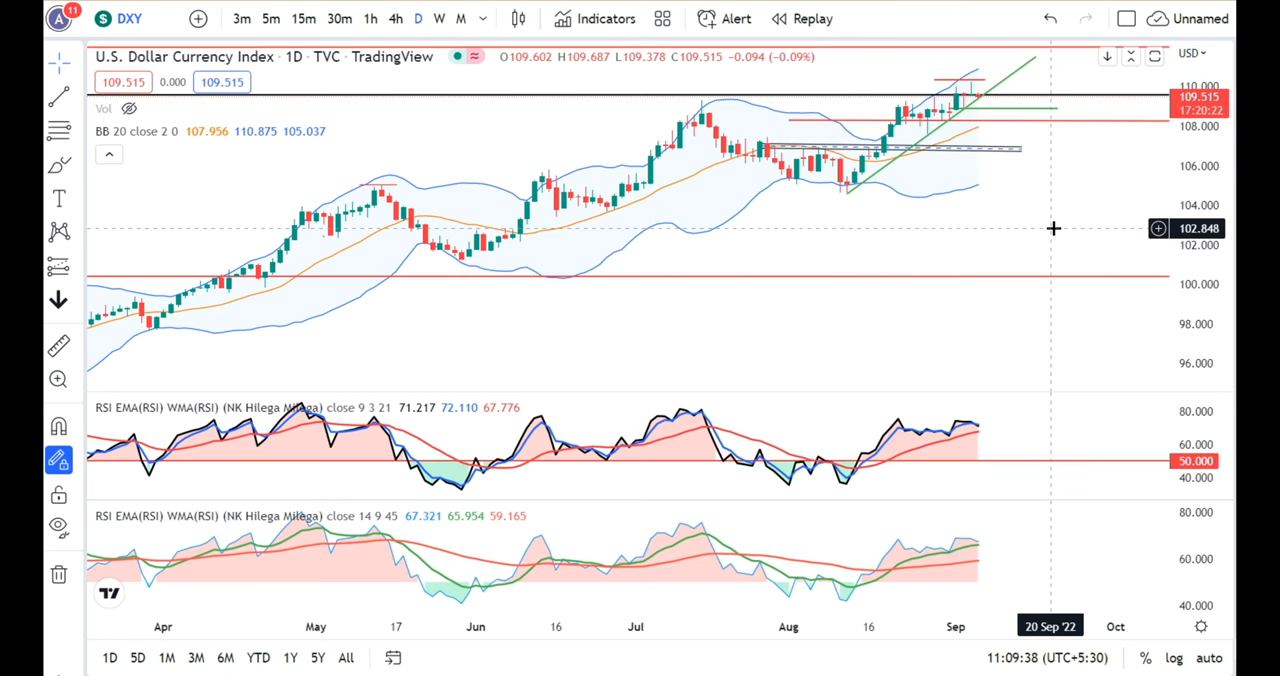 A 11 S DXY 3m 5m 15m 30m 1h 4h D W M Indicators Alert Replay Unnamed
U.S. Dollar Currency Index · 1D · TVC · TradingView O109.602 H109.687 L109.378 C109.515 -0.094 (-0.09%) USD
109.515 0.000 109.515
110.000
109.515
17:20:22
Vol
BB 20 close 2 0 107.956 110.875 105.037
108.000
106.000
104.000
102.848
102.000
100.000
98.000
96.000
RSI EMA(RSI) WMA(RSI) (NK Hilega Milega) close 9 3 21 71.217 72.110 67.776
80.000
60.000
50.000
40.000
RSI EMA(RSI) WMA(RSI) (NK Hilega Milega) close 14 9 45 67.321 65.954 59.165
80.000
60.000
40.000
Apr May 17 Jun 16 Jul Aug 16 Sep 20 Sep '22 Oct
1D 5D 1M 3M 6M YTD 1Y 5Y All 11:09:38 (UTC+5:30) % log auto